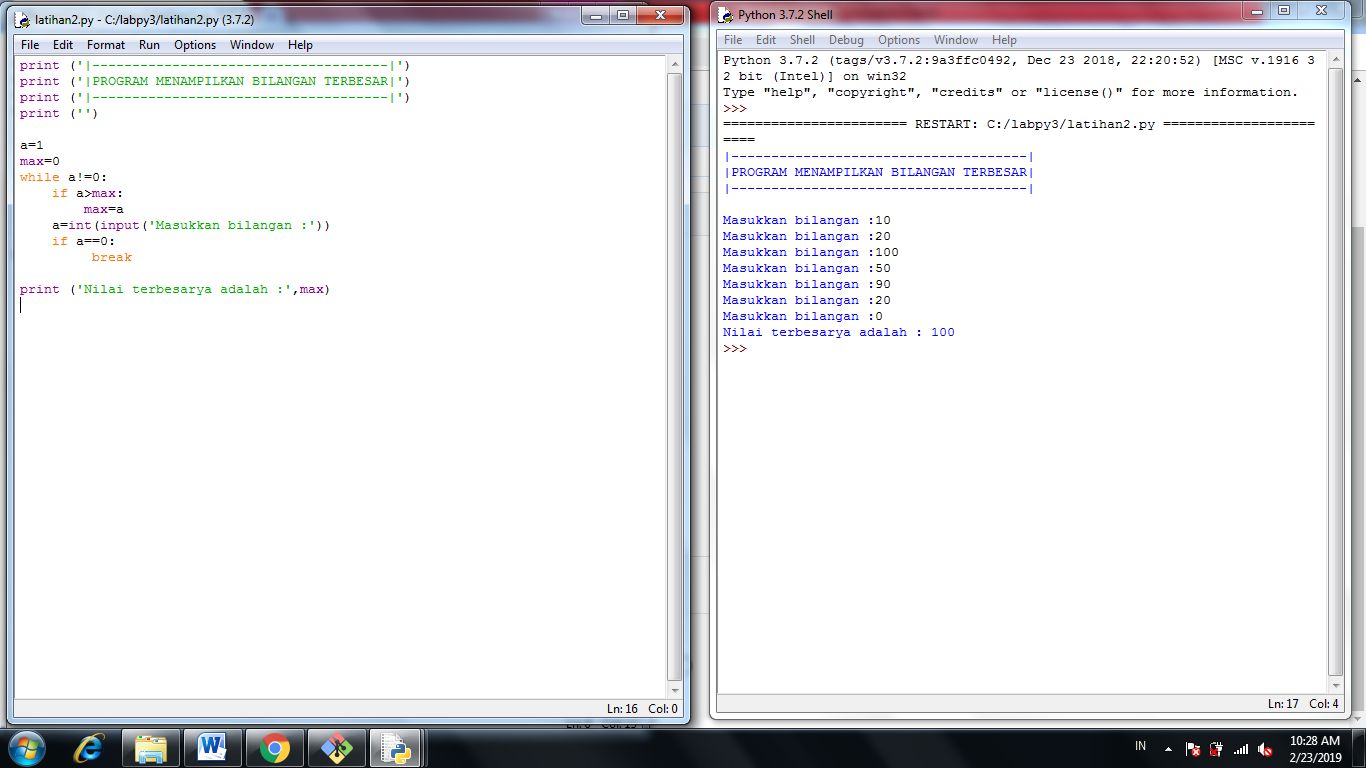 latihan2.py - C:/labpy3/latihan2.py (3.7.2)
File Edit Format Run Options Window Help
print ('|-------------------------------------|')
print ('|PROGRAM MENAMPILKAN BILANGAN TERBESAR|')
print ('|-------------------------------------|')
print ('')
a=1
max=0
while a!=0:
    if a>max:
        max=a
    a=int(input('Masukkan bilangan :'))
    if a==0:
         break
print ('Nilai terbesarya adalah :',max)
Ln: 16 Col: 0
Python 3.7.2 Shell
File Edit Shell Debug Options Window Help
Python 3.7.2 (tags/v3.7.2:9a3ffc0492, Dec 23 2018, 22:20:52) [MSC v.1916 3
2 bit (Intel)] on win32
Type "help", "copyright", "credits" or "license()" for more information.
>>>
======================= RESTART: C:/labpy3/latihan2.py ===================
====
|-------------------------------------|
|PROGRAM MENAMPILKAN BILANGAN TERBESAR|
|-------------------------------------|
Masukkan bilangan :10
Masukkan bilangan :20
Masukkan bilangan :100
Masukkan bilangan :50
Masukkan bilangan :90
Masukkan bilangan :20
Masukkan bilangan :0
Nilai terbesarya adalah : 100
>>>
Ln: 17 Col: 4
IN
10:28 AM
2/23/2019